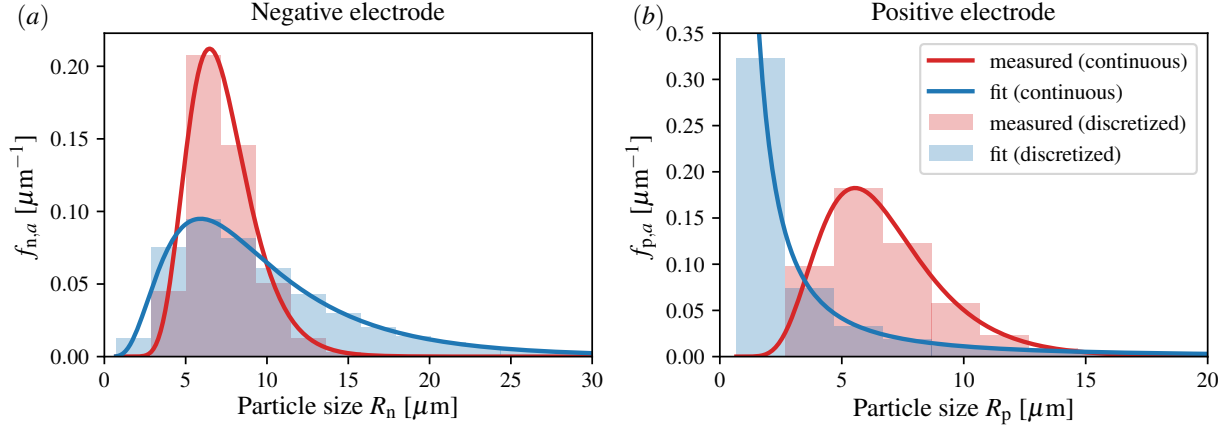 (a)
Negative electrode
f_{n,a} [μm⁻¹]
0.20
0.15
0.10
0.05
0.00
0 5 10 15 20 25 30
Particle size R_n [μm]
(b)
Positive electrode
f_{p,a} [μm⁻¹]
0.35
0.30
0.25
0.20
0.15
0.10
0.05
0.00
0 5 10 15 20
Particle size R_p [μm]
measured (continuous)
fit (continuous)
measured (discretized)
fit (discretized)